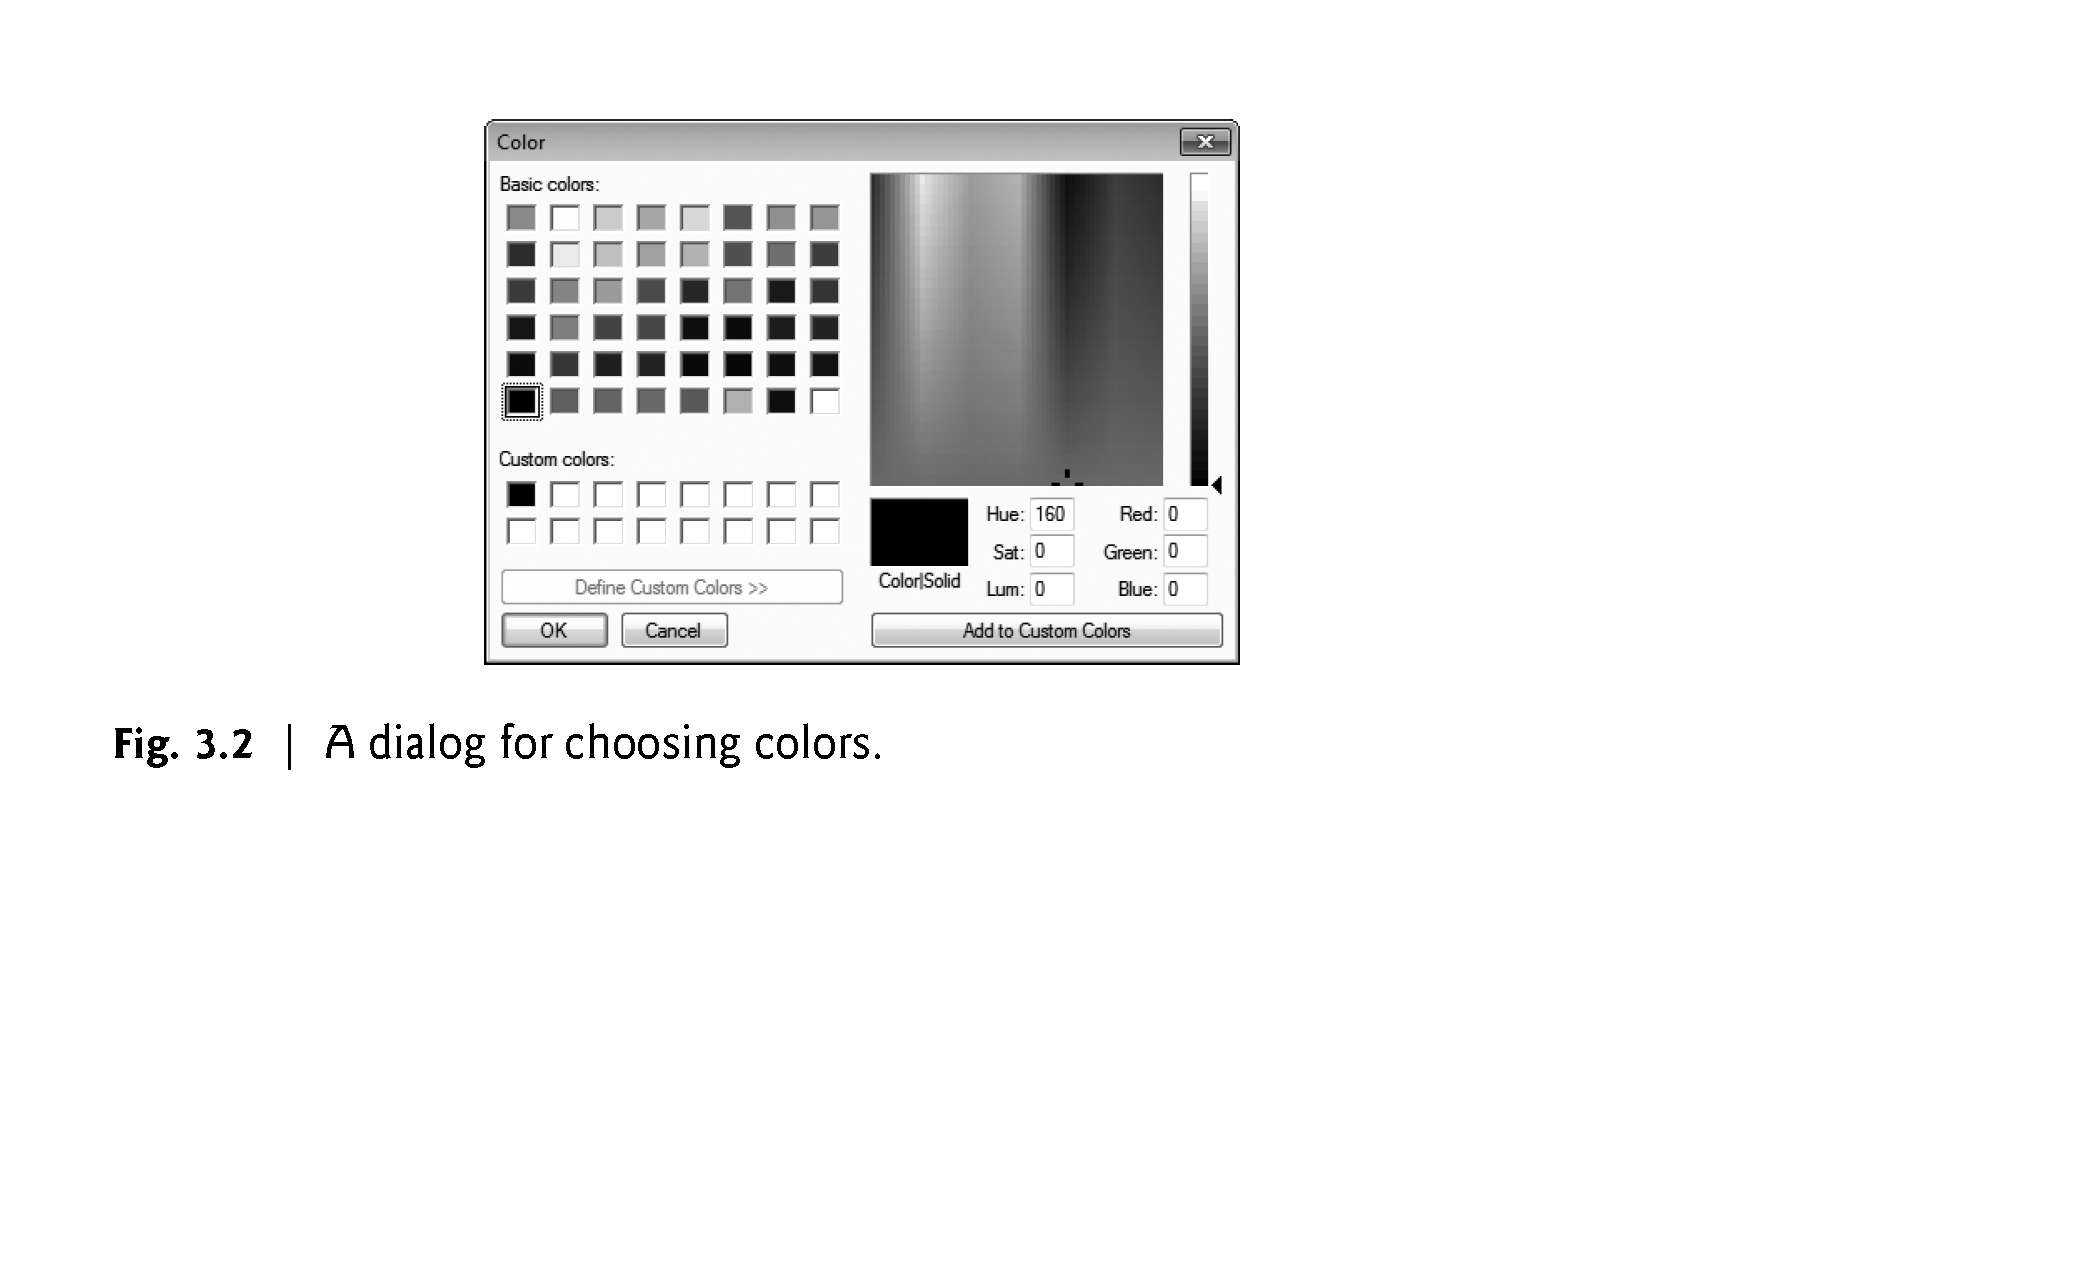 Color
Basic colors:
Custom colors:
Define Custom Colors >>
OK
Cancel
Color|Solid
Hue: 160
Sat: 0
Lum: 0
Red: 0
Green: 0
Blue: 0
Add to Custom Colors
Fig. 3.2 | A dialog for choosing colors.